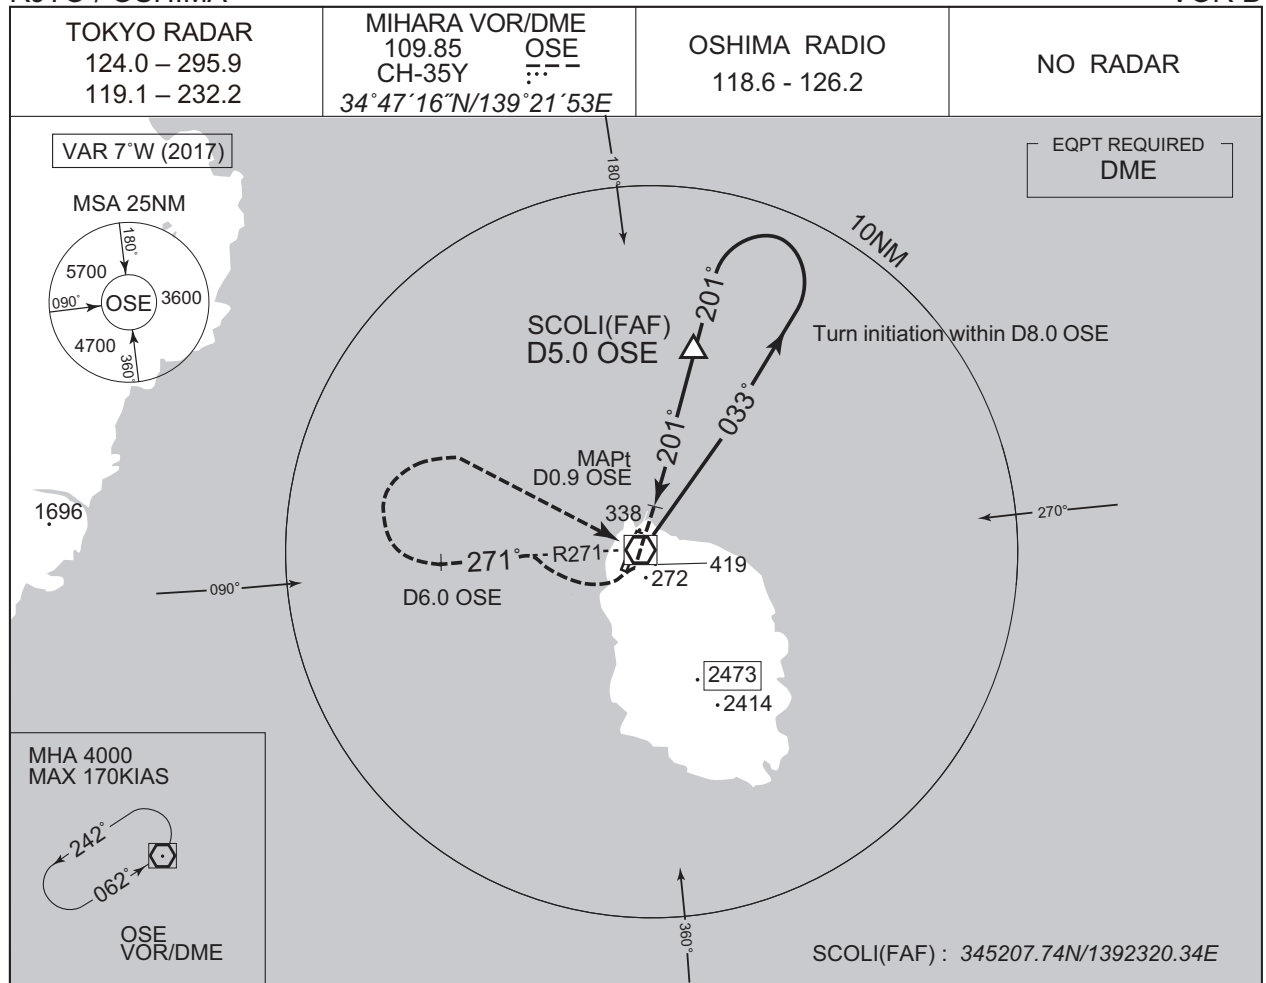 TOKYO RADAR
124.0 – 295.9
119.1 – 232.2
MIHARA VOR/DME
109.85 OSE
CH-35Y
34˚47´16˝N/139˚21´53E
OSHIMA RADIO
118.6 - 126.2
NO RADAR
VAR 7˚W (2017)
EQPT REQUIRED
DME
MSA 25NM
180˚
5700
090˚
OSE
3600
4700
360˚
180˚
10NM
201˚
SCOLI(FAF)
D5.0 OSE
Turn initiation within D8.0 OSE
033˚
201˚
MAPt
D0.9 OSE
338
1696
270°
271˚
R271
419
272
D6.0 OSE
090˚
2473
2414
MHA 4000
MAX 170KIAS
242˚
062˚
OSE
VOR/DME
360˚
SCOLI(FAF) : 345207.74N/1392320.34E